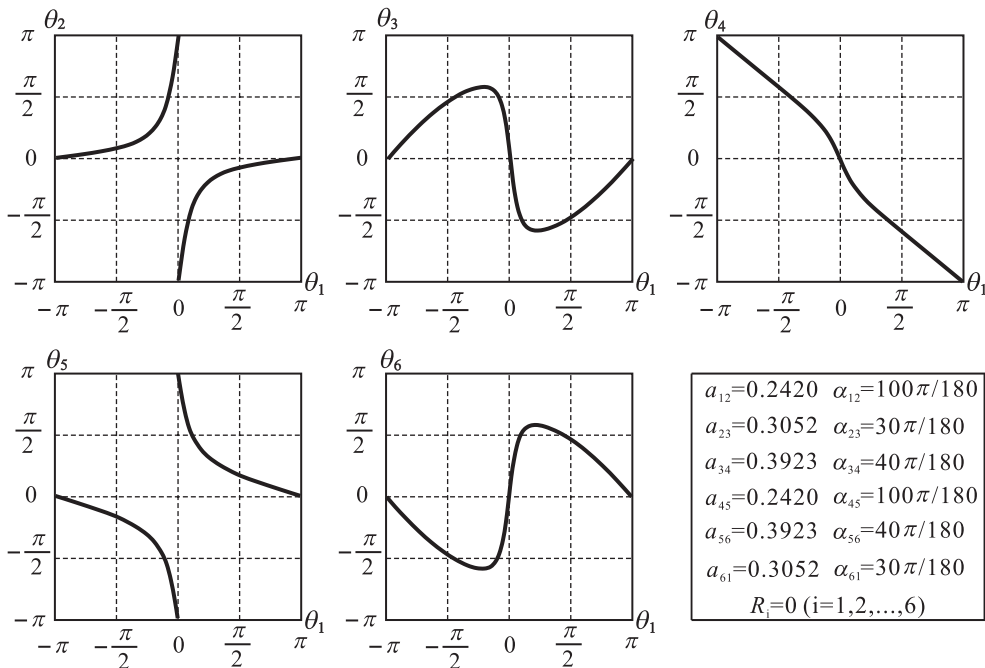 θ₂
π
π/2
0
−π/2
−π
−π −π/2 0 π/2 π
θ₁
θ₃
π
π/2
0
−π/2
−π
−π −π/2 0 π/2 π
θ₁
θ₄
π
π/2
0
−π/2
−π
−π −π/2 0 π/2 π
θ₁
θ₅
π
π/2
0
−π/2
−π
−π −π/2 0 π/2 π
θ₁
θ₆
π
π/2
0
−π/2
−π
−π −π/2 0 π/2 π
θ₁
a₁₂=0.2420 α₁₂=100π/180
a₂₃=0.3052 α₂₃=30π/180
a₃₄=0.3923 α₃₄=40π/180
a₄₅=0.2420 α₄₅=100π/180
a₅₆=0.3923 α₅₆=40π/180
a₆₁=0.3052 α₆₁=30π/180
Rᵢ=0 (i=1,2,...,6)